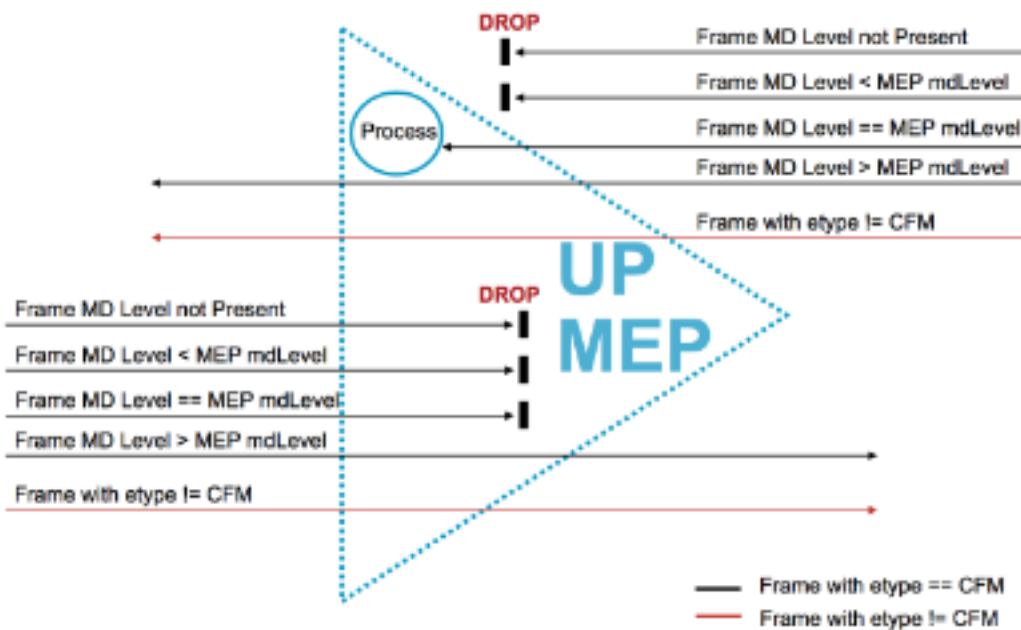 DROP
Frame MD Level not Present
Frame MD Level < MEP mdLevel
Process
Frame MD Level == MEP mdLevel
Frame MD Level > MEP mdLevel
Frame with etype != CFM
UP
MEP
DROP
Frame MD Level not Present
Frame MD Level < MEP mdLevel
Frame MD Level == MEP mdLevel
Frame MD Level > MEP mdLevel
Frame with etype != CFM
Frame with etype == CFM
Frame with etype != CFM